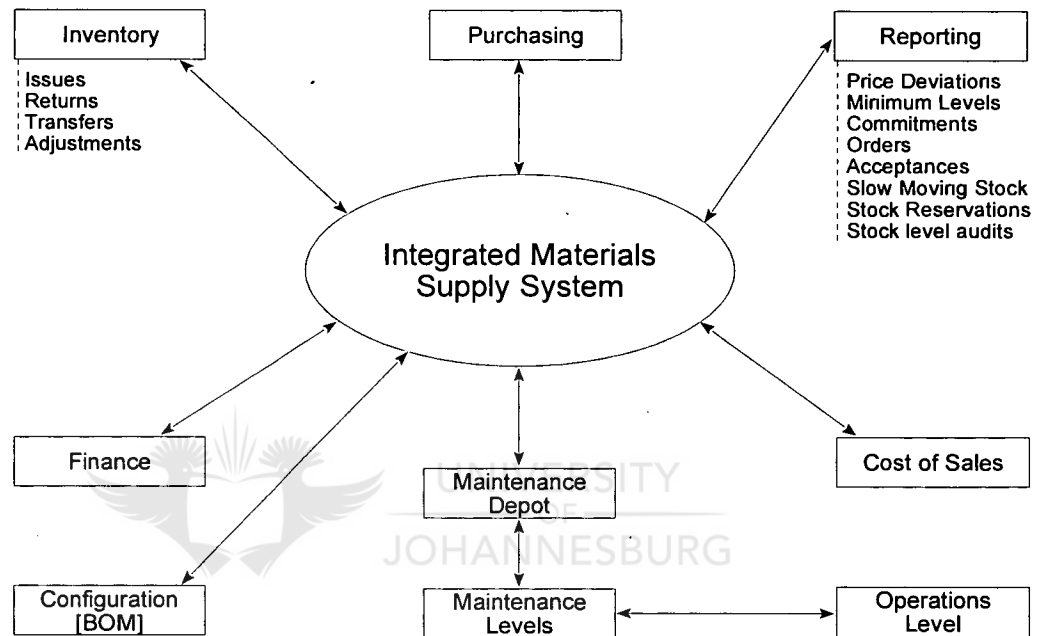 Inventory
Purchasing
Reporting
Issues
Returns
Transfers
Adjustments
Price Deviations
Minimum Levels
Commitments
Orders
Acceptances
Slow Moving Stock
Stock Reservations
Stock level audits
Integrated Materials
Supply System
Finance
Maintenance
Depot
Cost of Sales
UNIVERSITY
OF
JOHANNESBURG
Configuration
[BOM]
Maintenance
Levels
Operations
Level